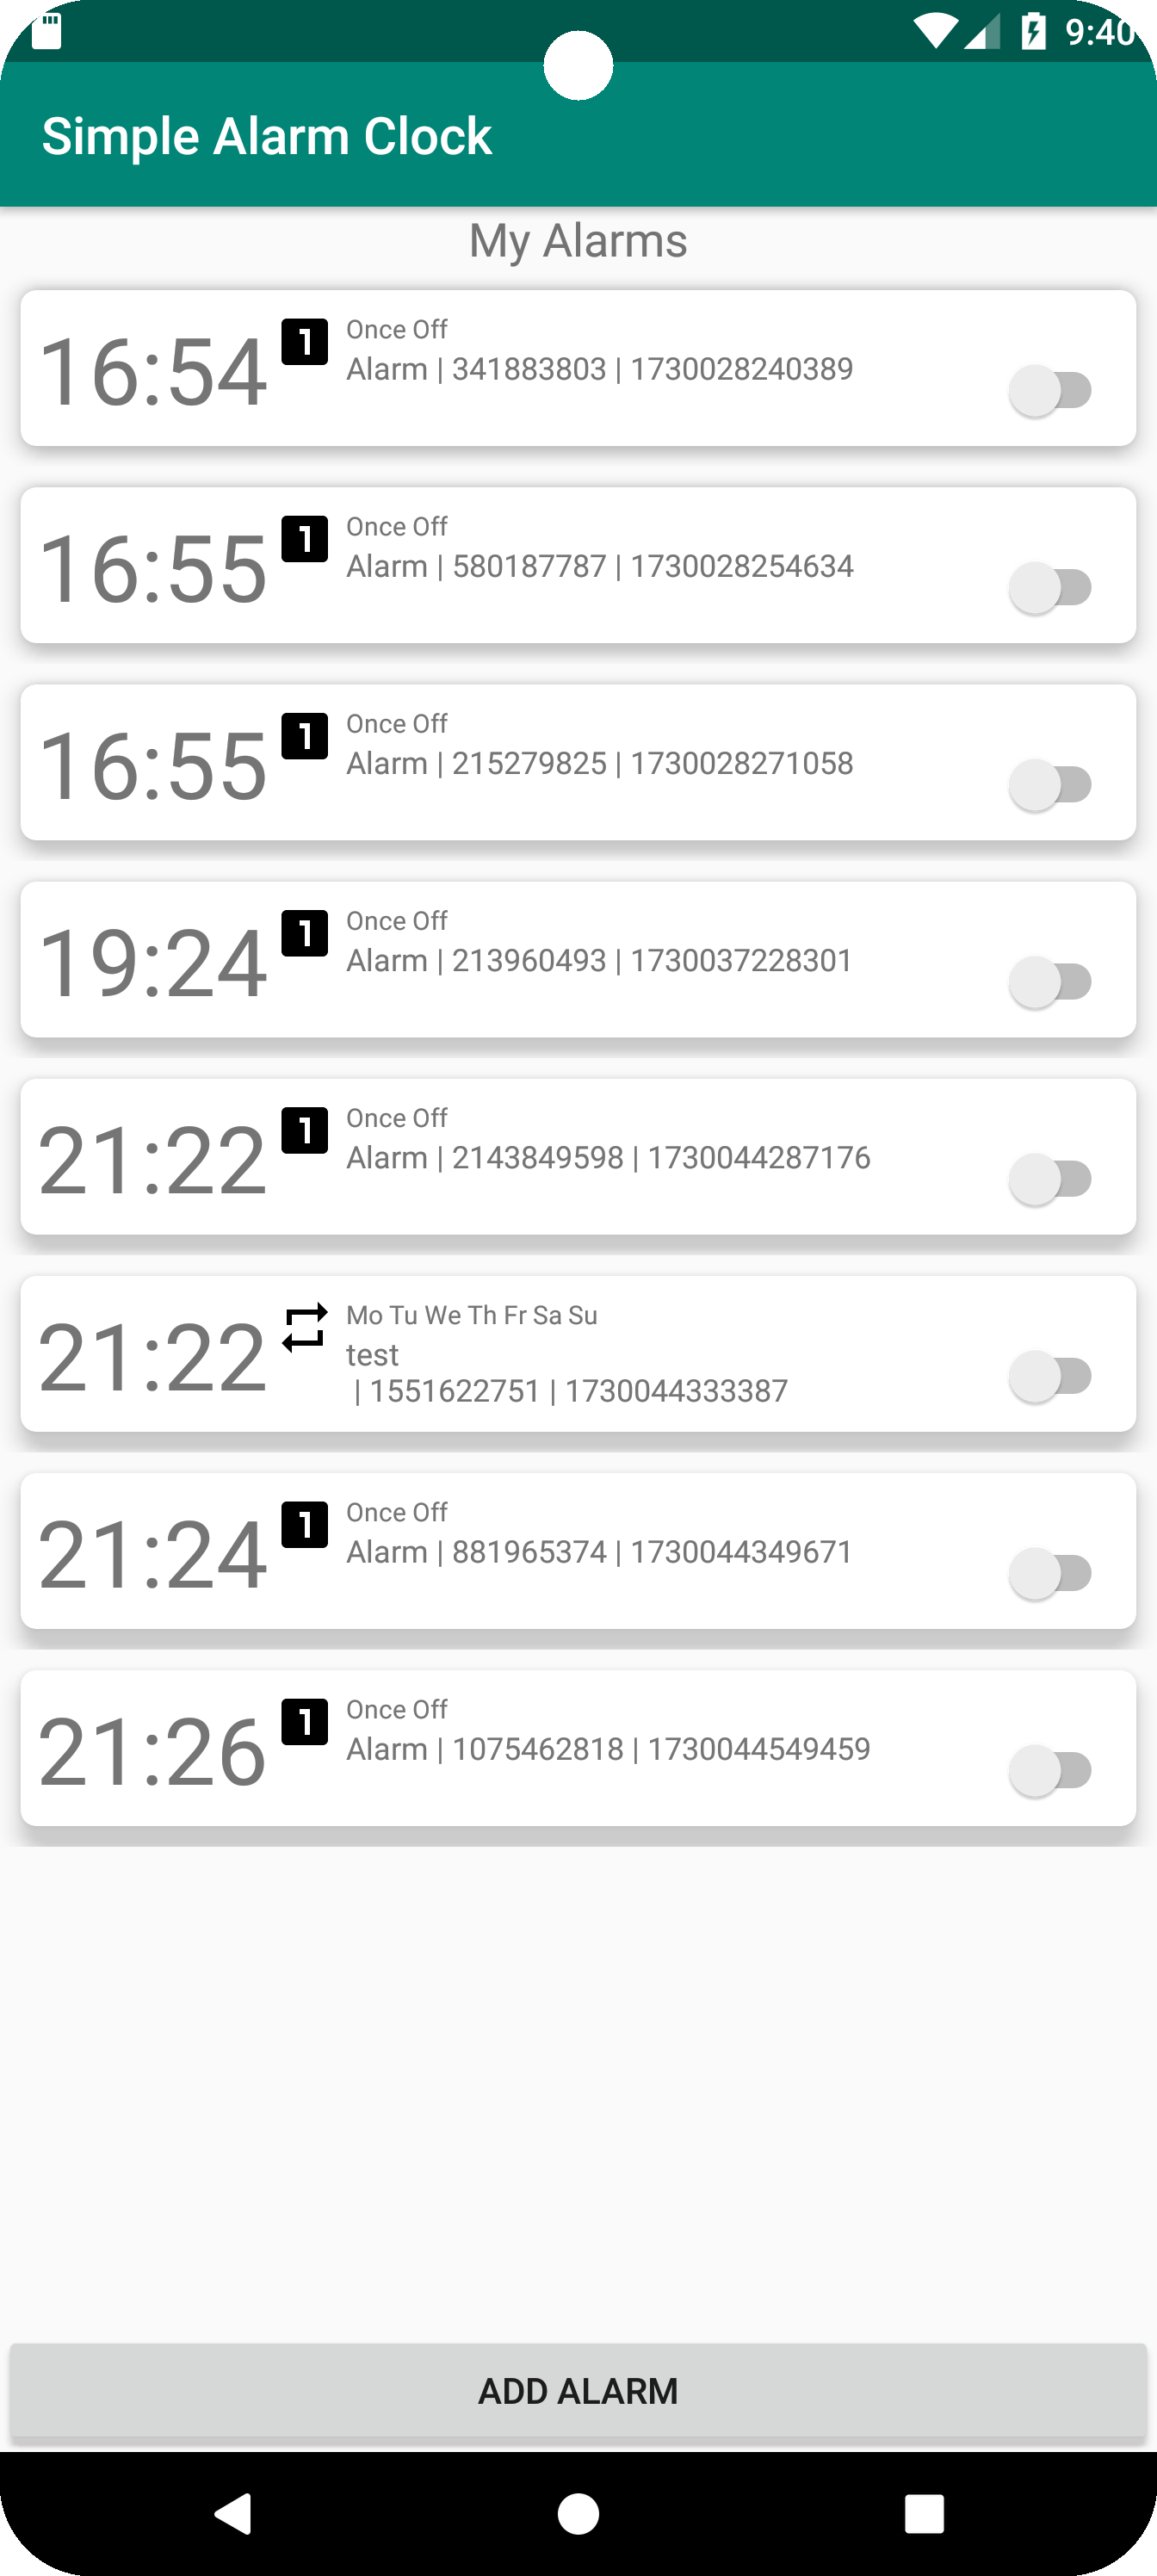 9:40
Simple Alarm Clock
My Alarms
16:54
1
Once Off
Alarm | 341883803 | 1730028240389
16:55
1
Once Off
Alarm | 580187787 | 1730028254634
16:55
1
Once Off
Alarm | 215279825 | 1730028271058
19:24
1
Once Off
Alarm | 213960493 | 1730037228301
21:22
1
Once Off
Alarm | 2143849598 | 1730044287176
21:22
Mo Tu We Th Fr Sa Su
test
| 1551622751 | 1730044333387
21:24
1
Once Off
Alarm | 881965374 | 1730044349671
21:26
1
Once Off
Alarm | 1075462818 | 1730044549459
ADD ALARM